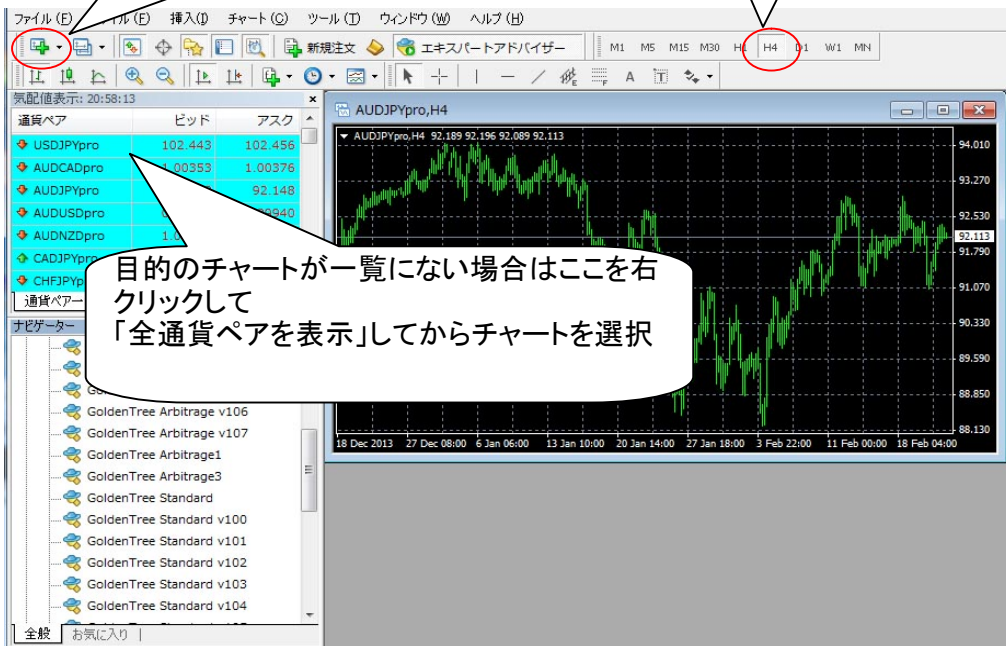 ファイル (F)
ル (E)
挿入(I)
チャート (C)
ツール (T)
ウィンドウ (W)
ヘルプ (H)
新規注文
エキスパートアドバイザー
M1 M5 M15 M30 H1 H4 D1 W1 MN
A T
気配値表示: 20:58:13
通貨ペア ビッド アスク
USDJPYpro 102.443 102.456
AUDCADpro 1.00353 1.00376
AUDJPYpro 92.148
AUDUSDpro
AUDNZDpro
CADJPYpro
CHFJPYp
通貨ペアー
目的のチャートが一覧にない場合はここを右
クリックして
「全通貨ペアを表示」してからチャートを選択
ナビゲーター
GoldenTree Arbitrage v106
GoldenTree Arbitrage v107
GoldenTree Arbitrage1
GoldenTree Arbitrage3
GoldenTree Standard
GoldenTree Standard v100
GoldenTree Standard v101
GoldenTree Standard v102
GoldenTree Standard v103
GoldenTree Standard v104
全般 お気に入り
AUDJPYpro,H4
AUDJPYpro,H4 92.189 92.196 92.089 92.113
94.010
93.270
92.530
92.113
91.790
91.070
90.330
89.590
88.850
88.130
18 Dec 2013 27 Dec 08:00 6 Jan 06:00 13 Jan 10:00 20 Jan 14:00 27 Jan 18:00 3 Feb 22:00 11 Feb 00:00 18 Feb 04:00